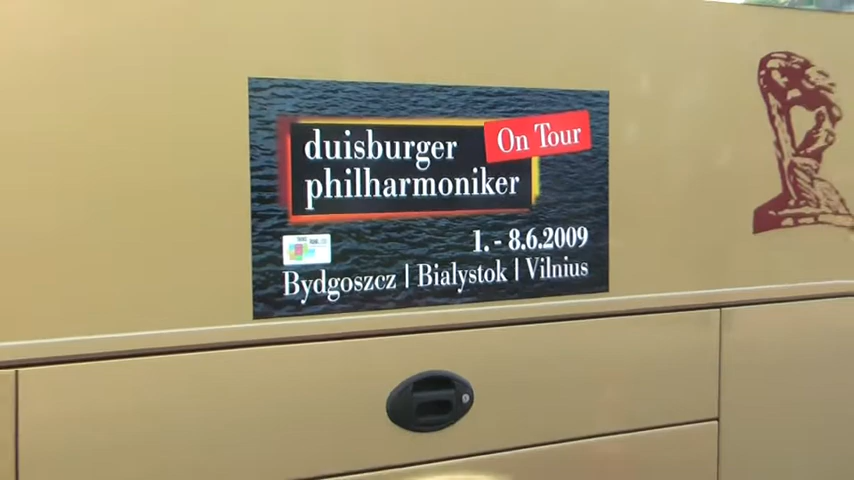 duisburger
philharmoniker
On Tour
1.- 8.6.2009
Bydgoszcz | Bialystok | Vilnius